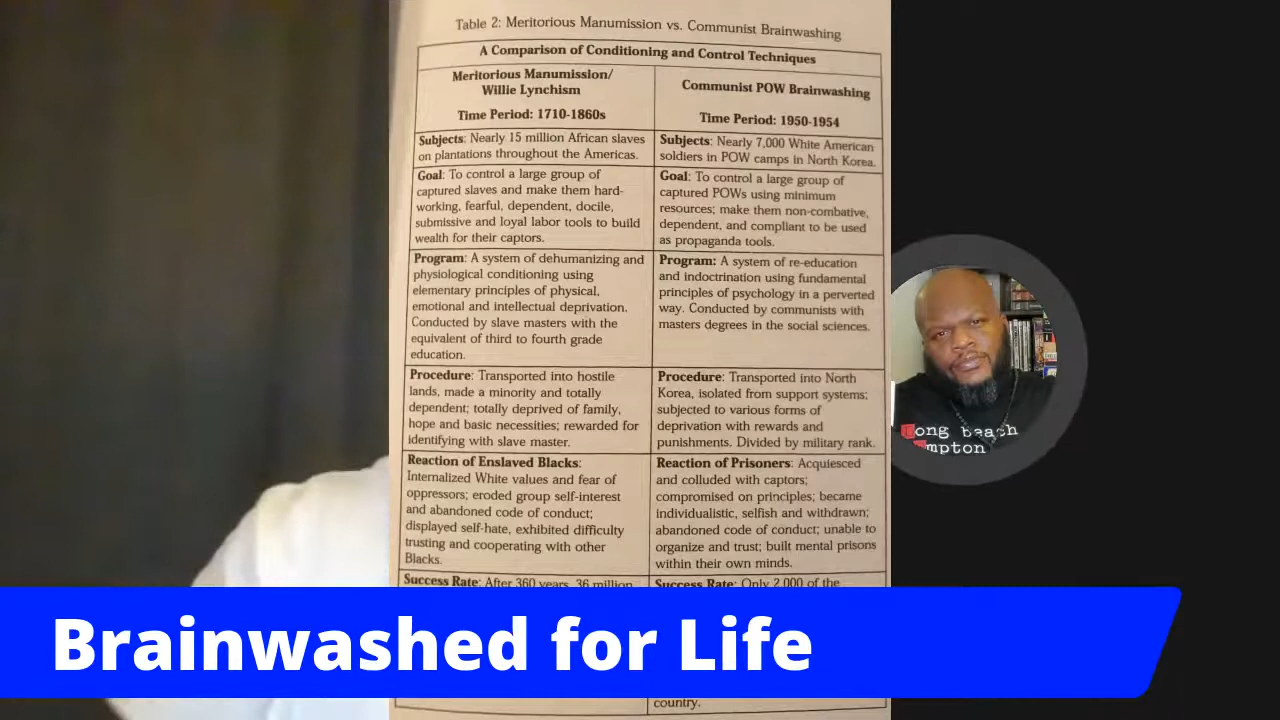 Table 2: Meritorious Manumission vs. Communist Brainwashing
A Comparison of Conditioning and Control Techniques
Meritorious Manumission/
Willie Lynchism
Time Period: 1710-1860s
Communist POW Brainwashing
Time Period: 1950-1954
Subjects: Nearly 15 million African slaves
on plantations throughout the Americas.
Subjects: Nearly 7,000 White American
soldiers in POW camps in North Korea.
Goal: To control a large group of
captured slaves and make them hard-
working, fearful, dependent, docile,
submissive and loyal labor tools to build
wealth for their captors.
Goal: To control a large group of
captured POWs using minimum
resources; make them non-combative,
dependent, and compliant to be used
as propaganda tools.
Program: A system of dehumanizing and
physiological conditioning using
elementary principles of physical,
emotional and intellectual deprivation.
Conducted by slave masters with the
equivalent of third to fourth grade
education.
Program: A system of re-education
and indoctrination using fundamental
principles of psychology in a perverted
way. Conducted by communists with
masters degrees in the social sciences.
Procedure: Transported into hostile
lands, made a minority and totally
dependent; totally deprived of family,
hope and basic necessities; rewarded for
identifying with slave master.
Procedure: Transported into North
Korea, isolated from support systems;
subjected to various forms of
deprivation with rewards and
punishments. Divided by military rank.
Reaction of Enslaved Blacks:
Internalized White values and fear of
oppressors; eroded group self-interest
and abandoned code of conduct;
displayed self-hate, exhibited difficulty
trusting and cooperating with other
Blacks.
Reaction of Prisoners: Acquiesced
and colluded with captors;
compromised on principles; became
individualistic, selfish and withdrawn;
abandoned code of conduct; unable to
organize and trust; built mental prisons
within their own minds.
Success Rate: After 360 years, 36 million
Success Rate: Only 2,000 of the
country.
ong beach
mpton
Brainwashed for Life